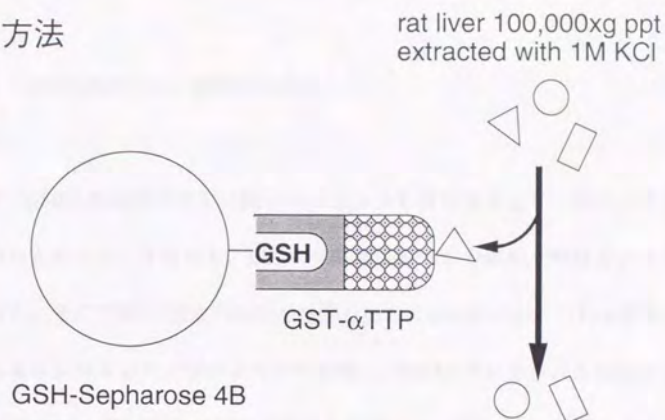 方法
rat liver 100,000xg ppt
extracted with 1M KCl
GSH
GST-αTTP
GSH-Sepharose 4B